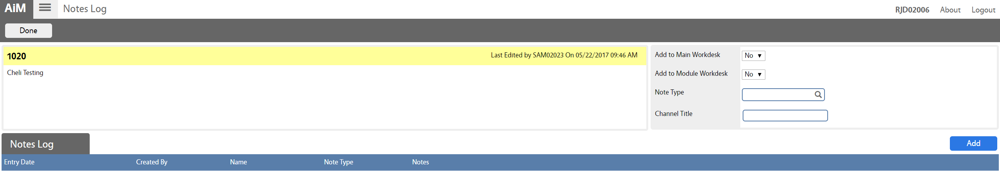 AiM Notes Log RJD02006 About Logout
Done
1020 Last Edited by SAM02023 On 05/22/2017 09:46 AM
Cheli Testing
Add to Main Workdesk No
Add to Module Workdesk No
Note Type
Channel Title
Notes Log Add
Entry Date Created By Name Note Type Notes